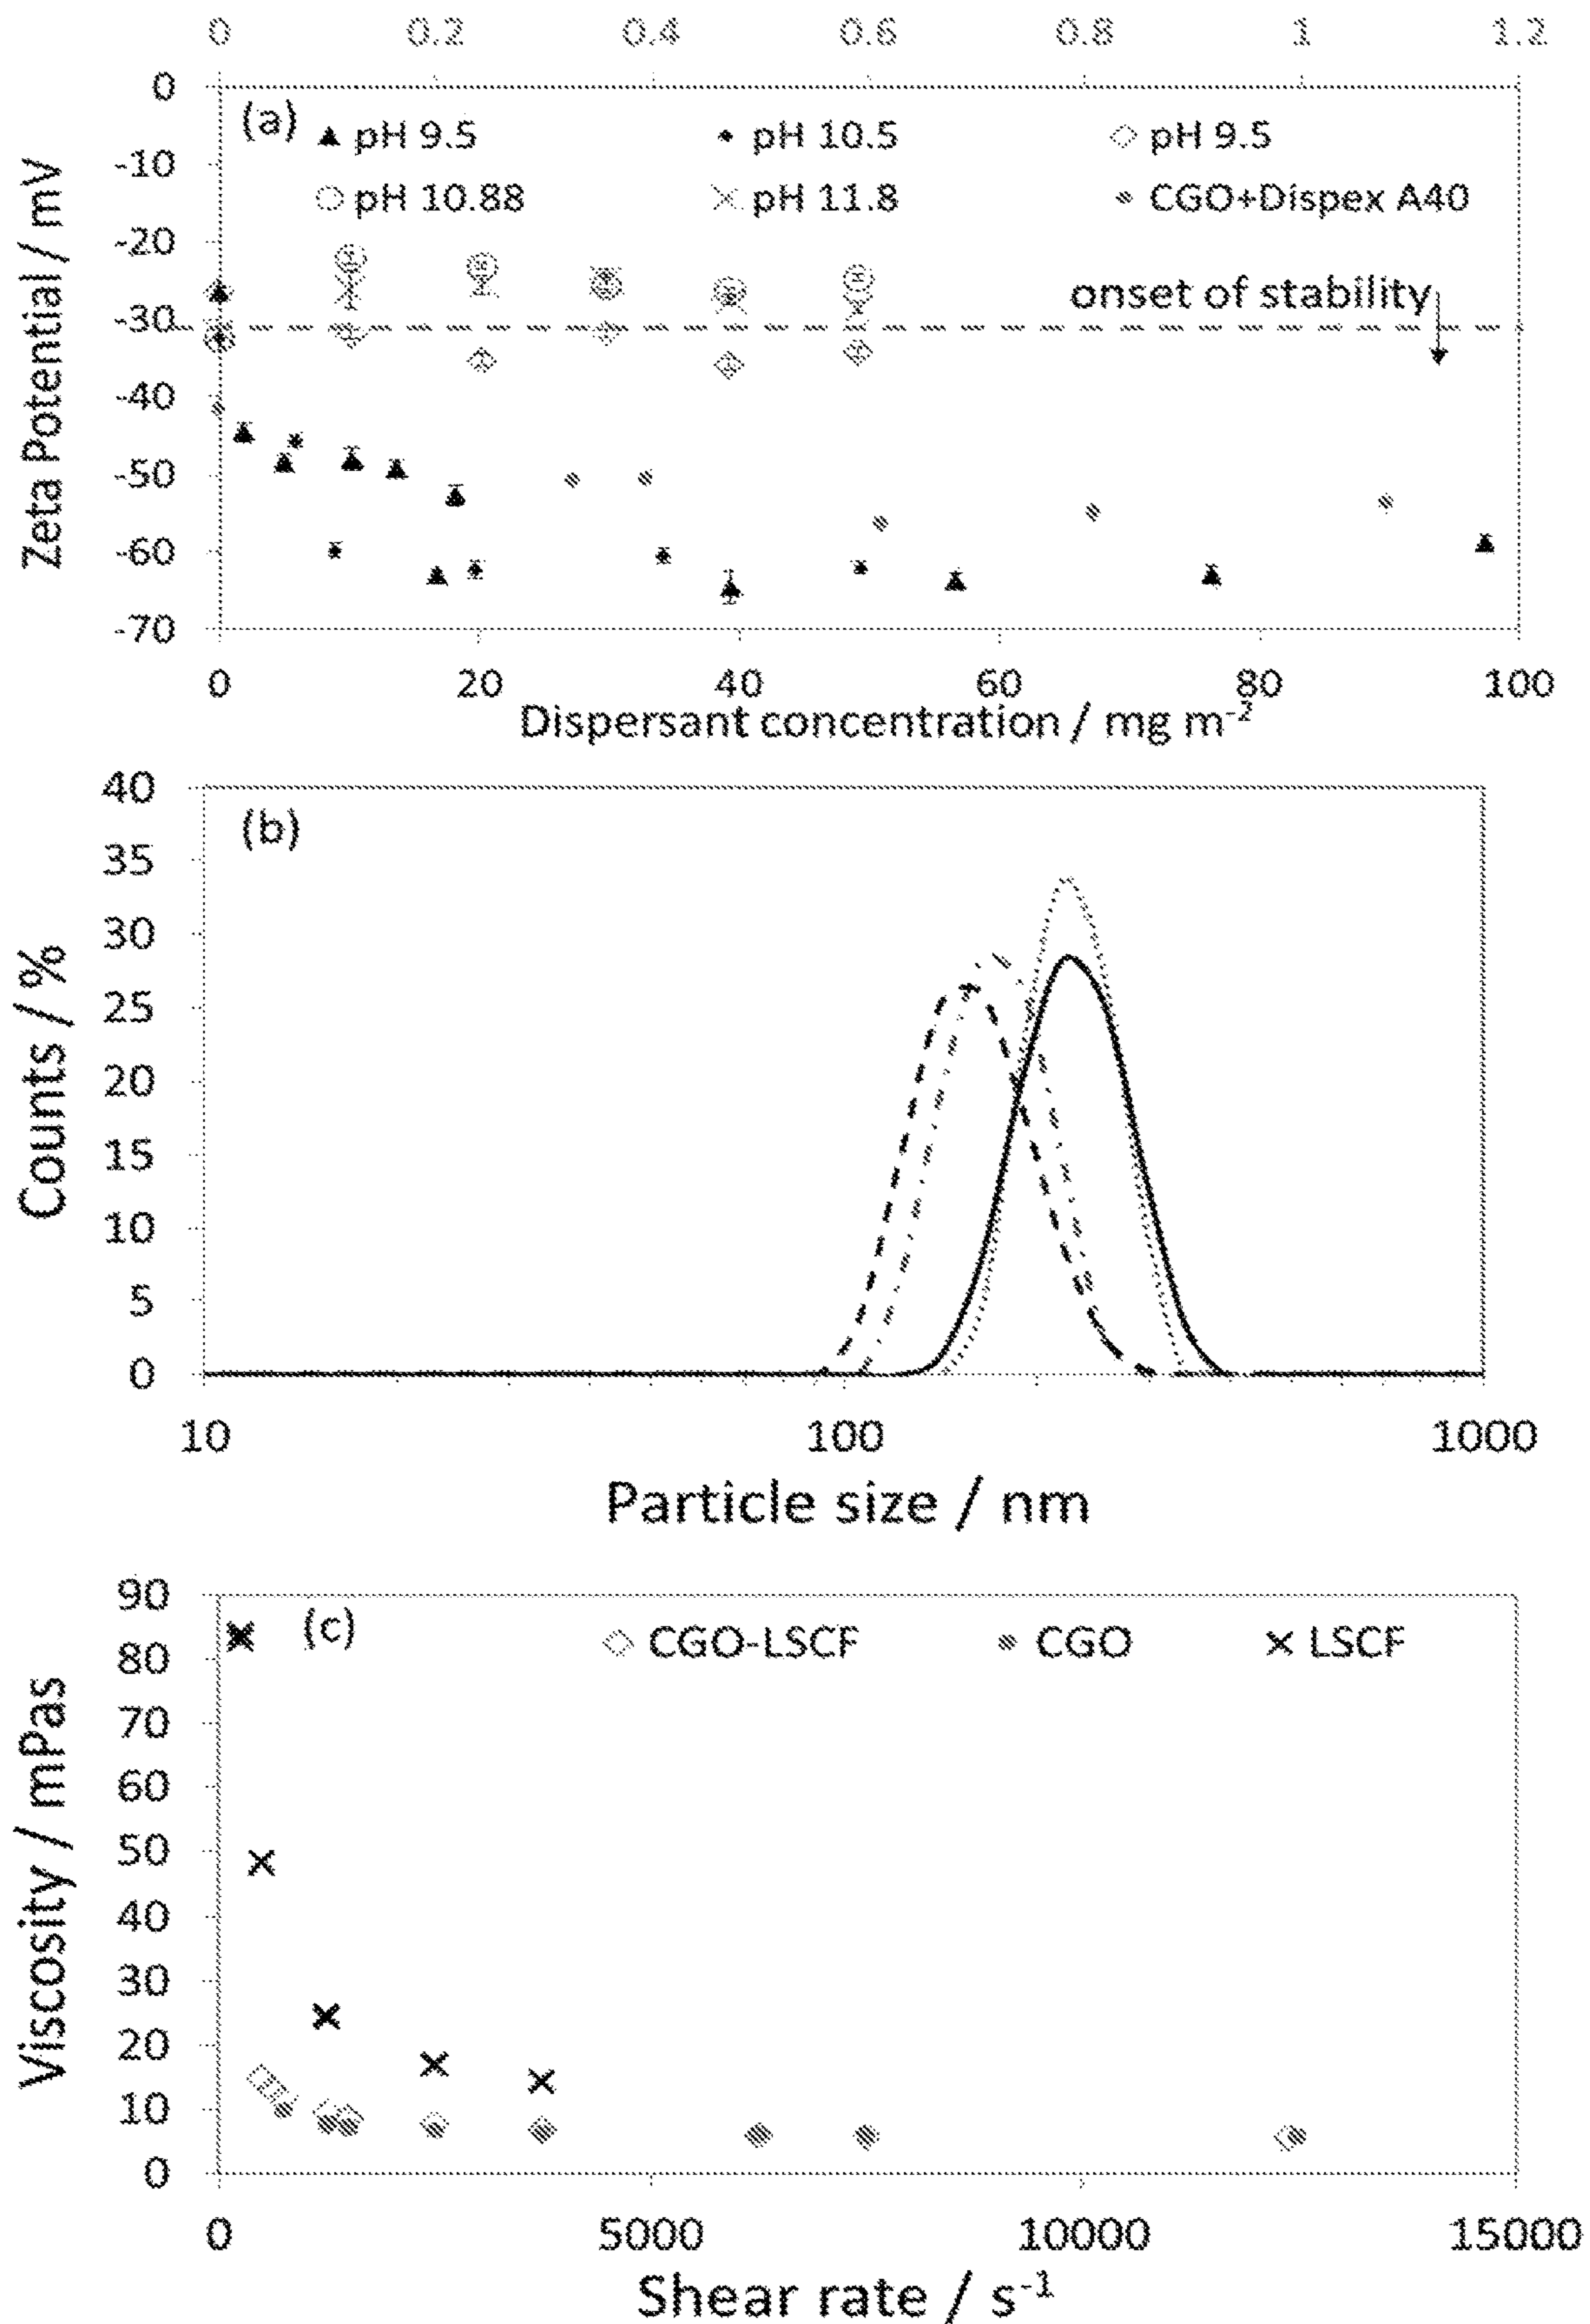 0 0.2 0.4 0.6 0.8 1 1.2
0
(a)
pH 9.5 pH 10.5 pH 9.5
-10
pH 10.88 pH 11.8 CGO+Dispex A40
-20
onset of stability
-30
-40
-50
-60
-70
Zeta Potential / mV
0 20 40 60 80 100
Dispersant concentration / mg m⁻²
40
(b)
35
30
25
20
15
10
5
0
Counts / %
10 100 1000
Particle size / nm
90
(c) CGO-LSCF CGO LSCF
80
70
60
50
40
30
20
10
0
Viscosity / mPas
0 5000 10000 15000
Shear rate / s⁻¹